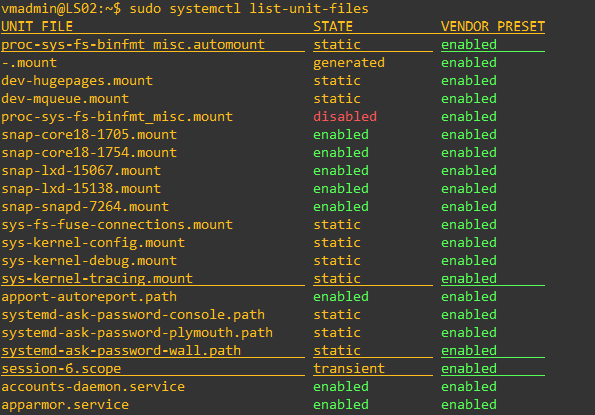 vmadmin@LS02:~$ sudo systemctl list-unit-files
UNIT FILE STATE VENDOR PRESET
proc-sys-fs-binfmt_misc.automount static enabled
-.mount generated enabled
dev-hugepages.mount static enabled
dev-mqueue.mount static enabled
proc-sys-fs-binfmt_misc.mount disabled enabled
snap-core18-1705.mount enabled enabled
snap-core18-1754.mount enabled enabled
snap-lxd-15067.mount enabled enabled
snap-lxd-15138.mount enabled enabled
snap-snapd-7264.mount enabled enabled
sys-fs-fuse-connections.mount static enabled
sys-kernel-config.mount static enabled
sys-kernel-debug.mount static enabled
sys-kernel-tracing.mount static enabled
apport-autoreport.path enabled enabled
systemd-ask-password-console.path static enabled
systemd-ask-password-plymouth.path static enabled
systemd-ask-password-wall.path static enabled
session-6.scope transient enabled
accounts-daemon.service enabled enabled
apparmor.service enabled enabled